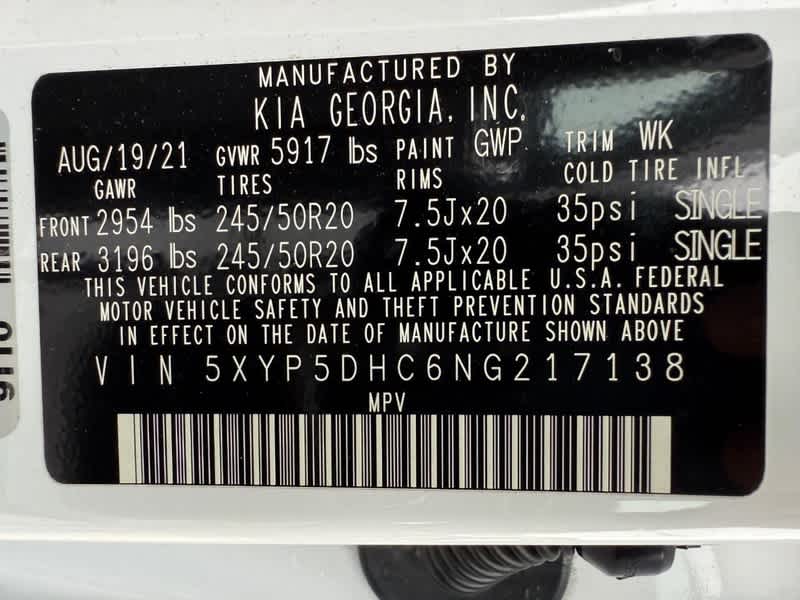 MANUFACTURED BY
KIA GEORGIA, INC.
AUG/19/21 GVWR 5917 lbs PAINT GWP TRIM WK
GAWR TIRES RIMS COLD TIRE INFL
FRONT 2954 lbs 245/50R20 7.5Jx20 35psi SINGLE
REAR 3196 lbs 245/50R20 7.5Jx20 35psi SINGLE
THIS VEHICLE CONFORMS TO ALL APPLICABLE U.S.A. FEDERAL
MOTOR VEHICLE SAFETY AND THEFT PREVENTION STANDARDS
IN EFFECT ON THE DATE OF MANUFACTURE SHOWN ABOVE
VIN 5XYP5DHC6NG217138
MPV